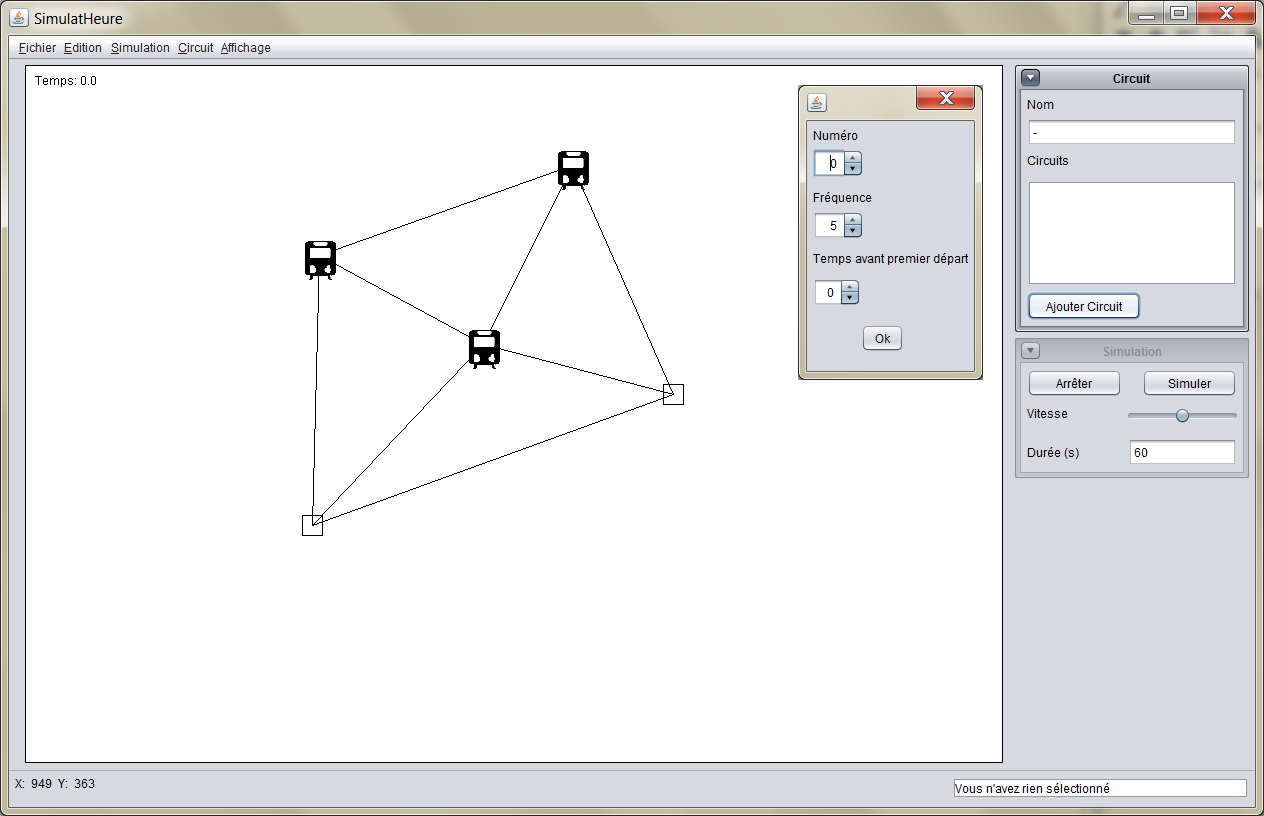 SimulatHeure
Fichier Edition Simulation Circuit Affichage
Temps: 0.0
Numéro
0
Fréquence
5
Temps avant premier départ
0
Ok
Circuit
Nom
-
Circuits
Ajouter Circuit
Simulation
Arrêter Simuler
Vitesse
Durée (s) 60
X: 949 Y: 363
Vous n'avez rien sélectionné